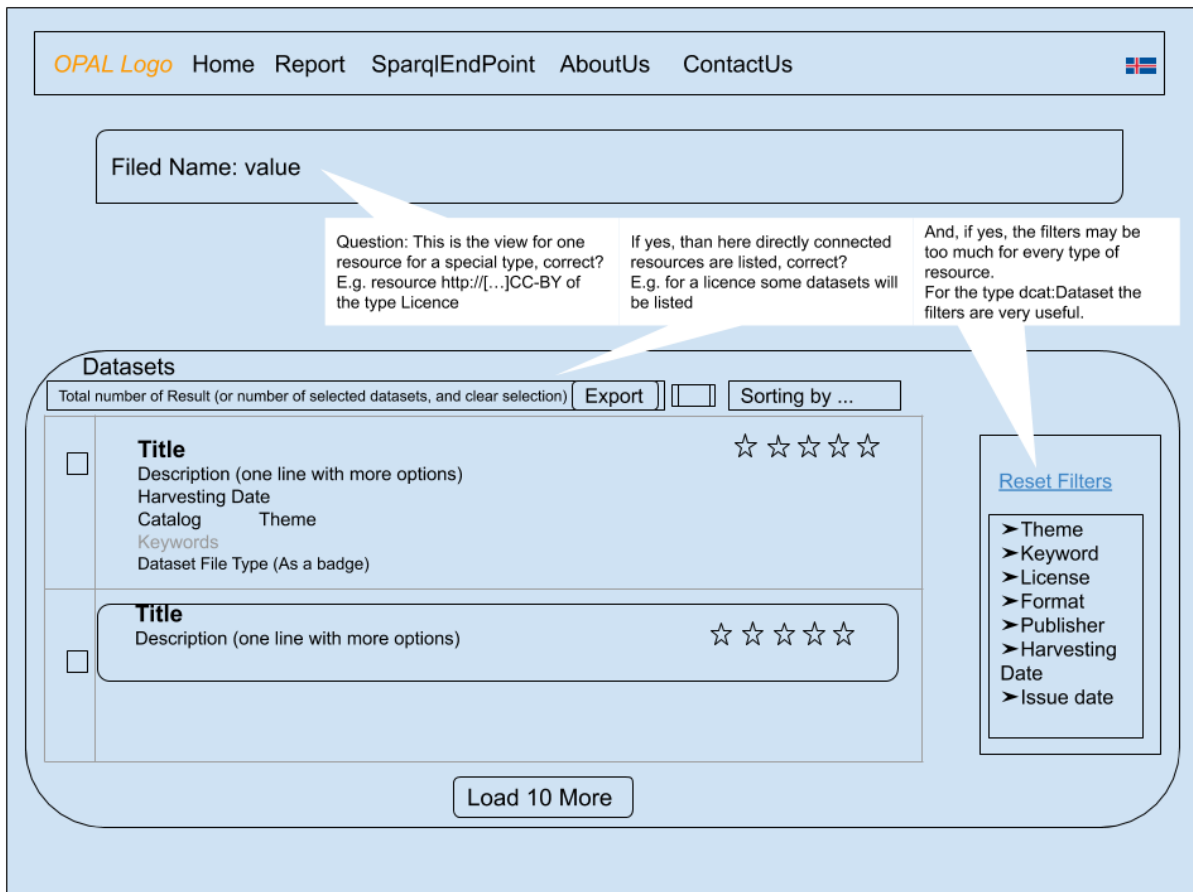 OPAL Logo Home Report SparqlEndPoint AboutUs ContactUs
Filed Name: value
Question: This is the view for one
resource for a special type, correct?
E.g. resource http://[...]CC-BY of
the type Licence
If yes, than here directly connected
resources are listed, correct?
E.g. for a licence some datasets will
be listed
And, if yes, the filters may be
too much for every type of
resource.
For the type dcat:Dataset the
filters are very useful.
Datasets
Total number of Result (or number of selected datasets, and clear selection) Export Sorting by ...
Title
Description (one line with more options)
Harvesting Date
Catalog Theme
Keywords
Dataset File Type (As a badge)
Title
Description (one line with more options)
Reset Filters
➤Theme
➤Keyword
➤License
➤Format
➤Publisher
➤Harvesting
Date
➤Issue date
Load 10 More